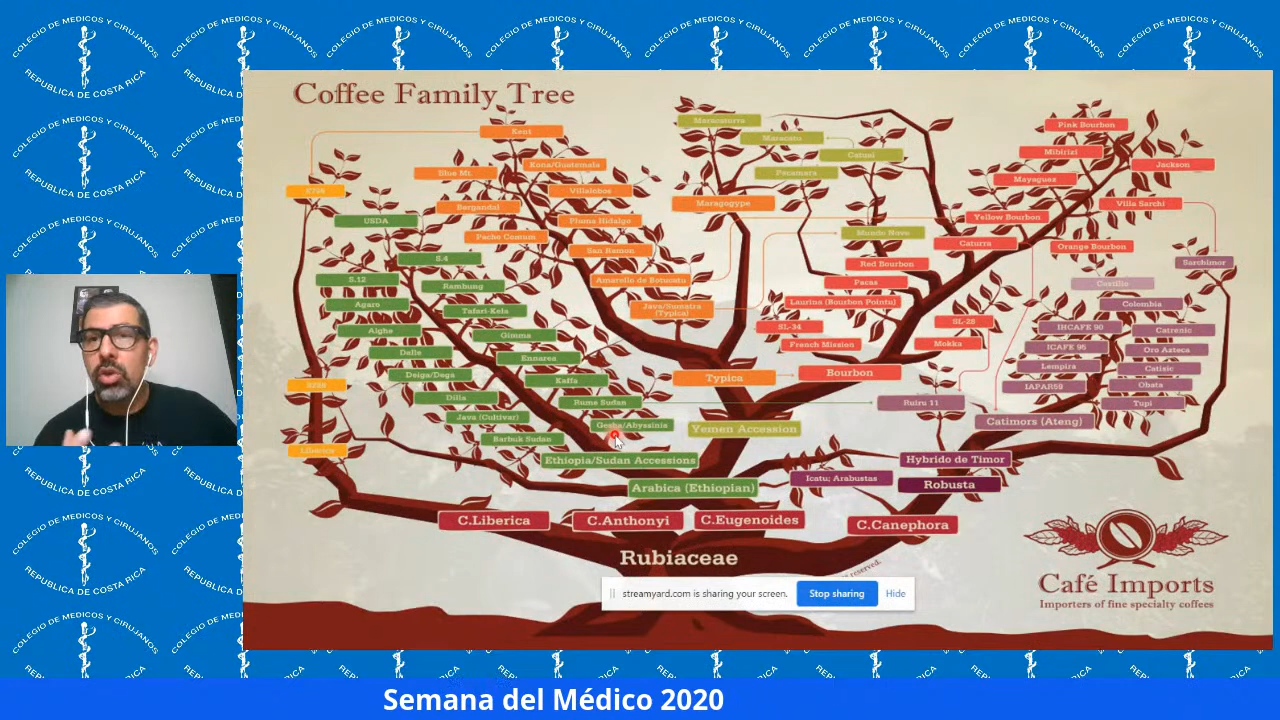 COLEGIO DE MEDICOS Y CIRUJANOS
REPUBLICA DE COSTA RICA
Coffee Family Tree
Keni
Kona/Guatemala
Blue Mt.
Villalobos
Bergandal
Pluma Hidalgo
Pache Comum
San Ramon
Amarello de Botucatu
Java/Sumatra
(Typica)
Typica
USDA
S.4
S.12
Rambung
Agaro
Tafari-Kela
Alghe
Gimma
Dalle
Ennarea
Deiga/Dega
Kaffa
Dilla
Rume Sudan
Java (Cultivar)
Gesha/Abyssinia
Barbuk Sudan
Ethiopia/Sudan Accessions
Arabica (Ethiopian)
Liberica
Maracaturra
Maracatu
Catuai
Pacamara
Maragogype
Mundo Novo
Red Bourbon
Pacas
Laurina (Bourbon Pointu)
SL-34
French Mission
SL-28
Mokka
Bourbon
Yemen Accession
Pink Bourbon
Mibirizi
Jackson
Mayaguez
Villa Sarchi
Yellow Bourbon
Caturra
Orange Bourbon
Sarchimor
Castillo
Colombia
IHCAFE 90
Catrenic
ICAFE 95
Oro Azteca
Lempira
Catisic
IAPAR59
Obata
Tupi
Ruiru 11
Catimors (Ateng)
Hybrido de Timor
Icatu; Arabustas
Robusta
C.Liberica
C.Anthonyi
C.Eugenoides
C.Canephora
Rubiaceae
reserved.
Café Imports
Importers of fine specialty coffees
streamyard.com is sharing your screen.
Stop sharing
Hide
Semana del Médico 2020